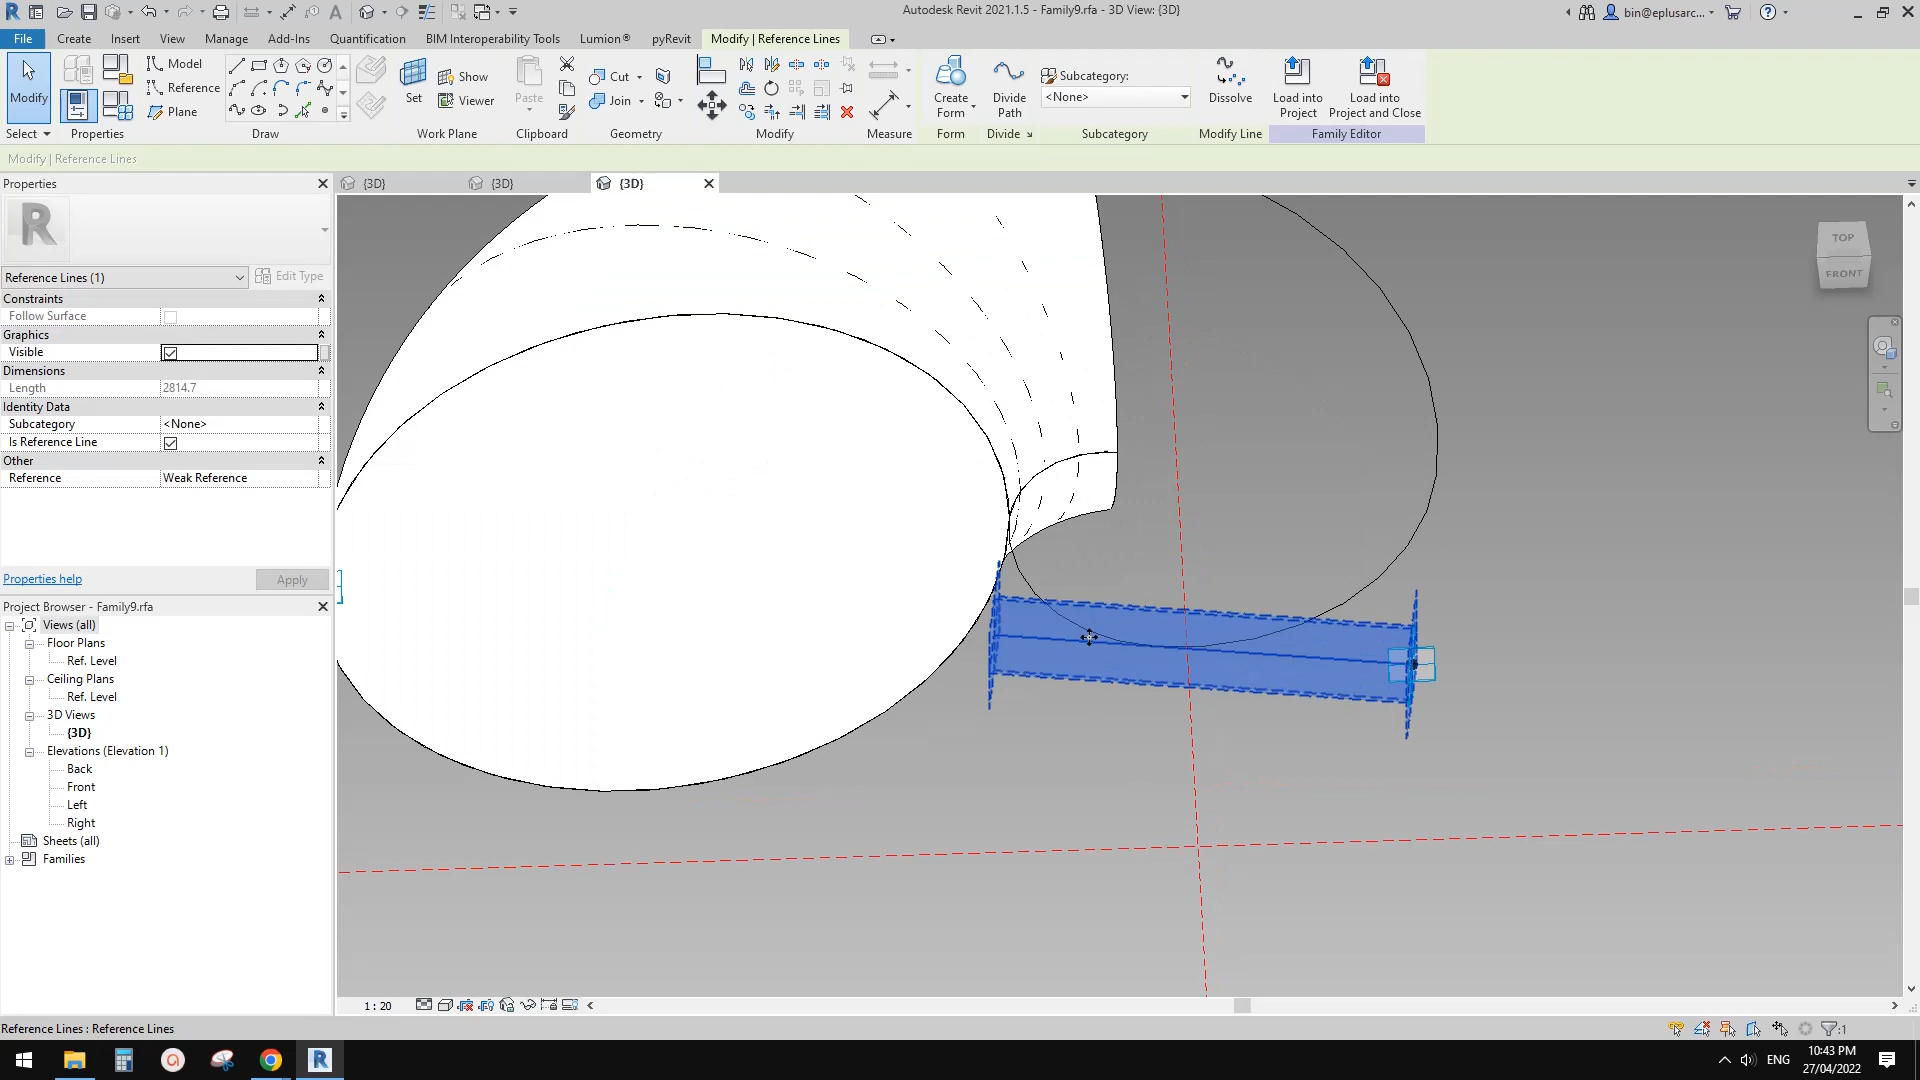 Autodesk Revit 2021.1.5 - Family9.rfa - 3D View: {3D}
bin@eplusarc...
File Create Insert View Manage Add-Ins Quantification BIM Interoperability Tools Lumion® pyRevit Modify | Reference Lines
Modify
Model
Reference
Plane
Set
Show
Viewer
Paste
Cut
Join
Create
Form
Divide
Path
Subcategory:
<None>
Dissolve
Load into
Project
Load into
Project and Close
Select Properties Draw Work Plane Clipboard Geometry Modify Measure Form Divide Subcategory Modify Line Family Editor
Modify | Reference Lines
Properties
{3D} {3D} {3D}
R
Reference Lines (1)
Edit Type
Constraints
Follow Surface
Graphics
Visible
Dimensions
Length 2814.7
Identity Data
Subcategory <None>
Is Reference Line
Other
Reference Weak Reference
Properties help
Apply
Project Browser - Family9.rfa
Views (all)
Floor Plans
Ref. Level
Ceiling Plans
Ref. Level
3D Views
{3D}
Elevations (Elevation 1)
Back
Front
Left
Right
Sheets (all)
Families
TOP
FRONT
1 : 20
Reference Lines : Reference Lines
:1
ENG
10:43 PM
27/04/2022